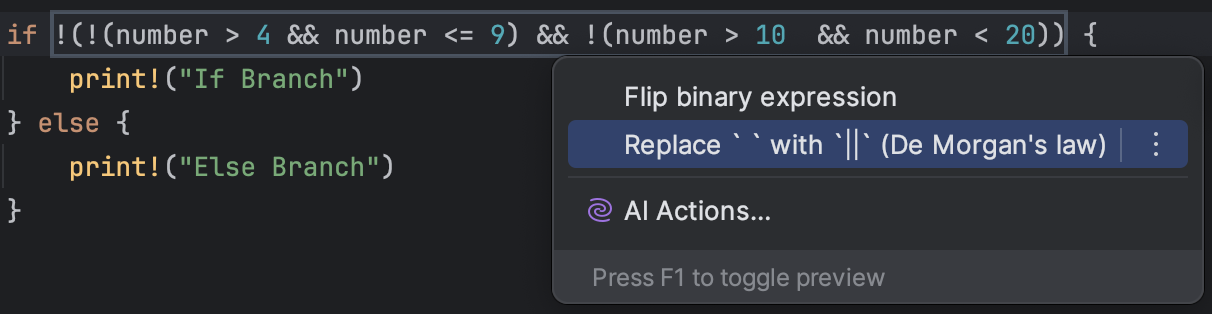 if !(!(number > 4 && number <= 9) && !(number > 10  && number < 20)) {
    print!("If Branch")
} else {
    print!("Else Branch")
}
Flip binary expression
Replace ` ` with `||` (De Morgan's law)
AI Actions...
Press F1 to toggle preview